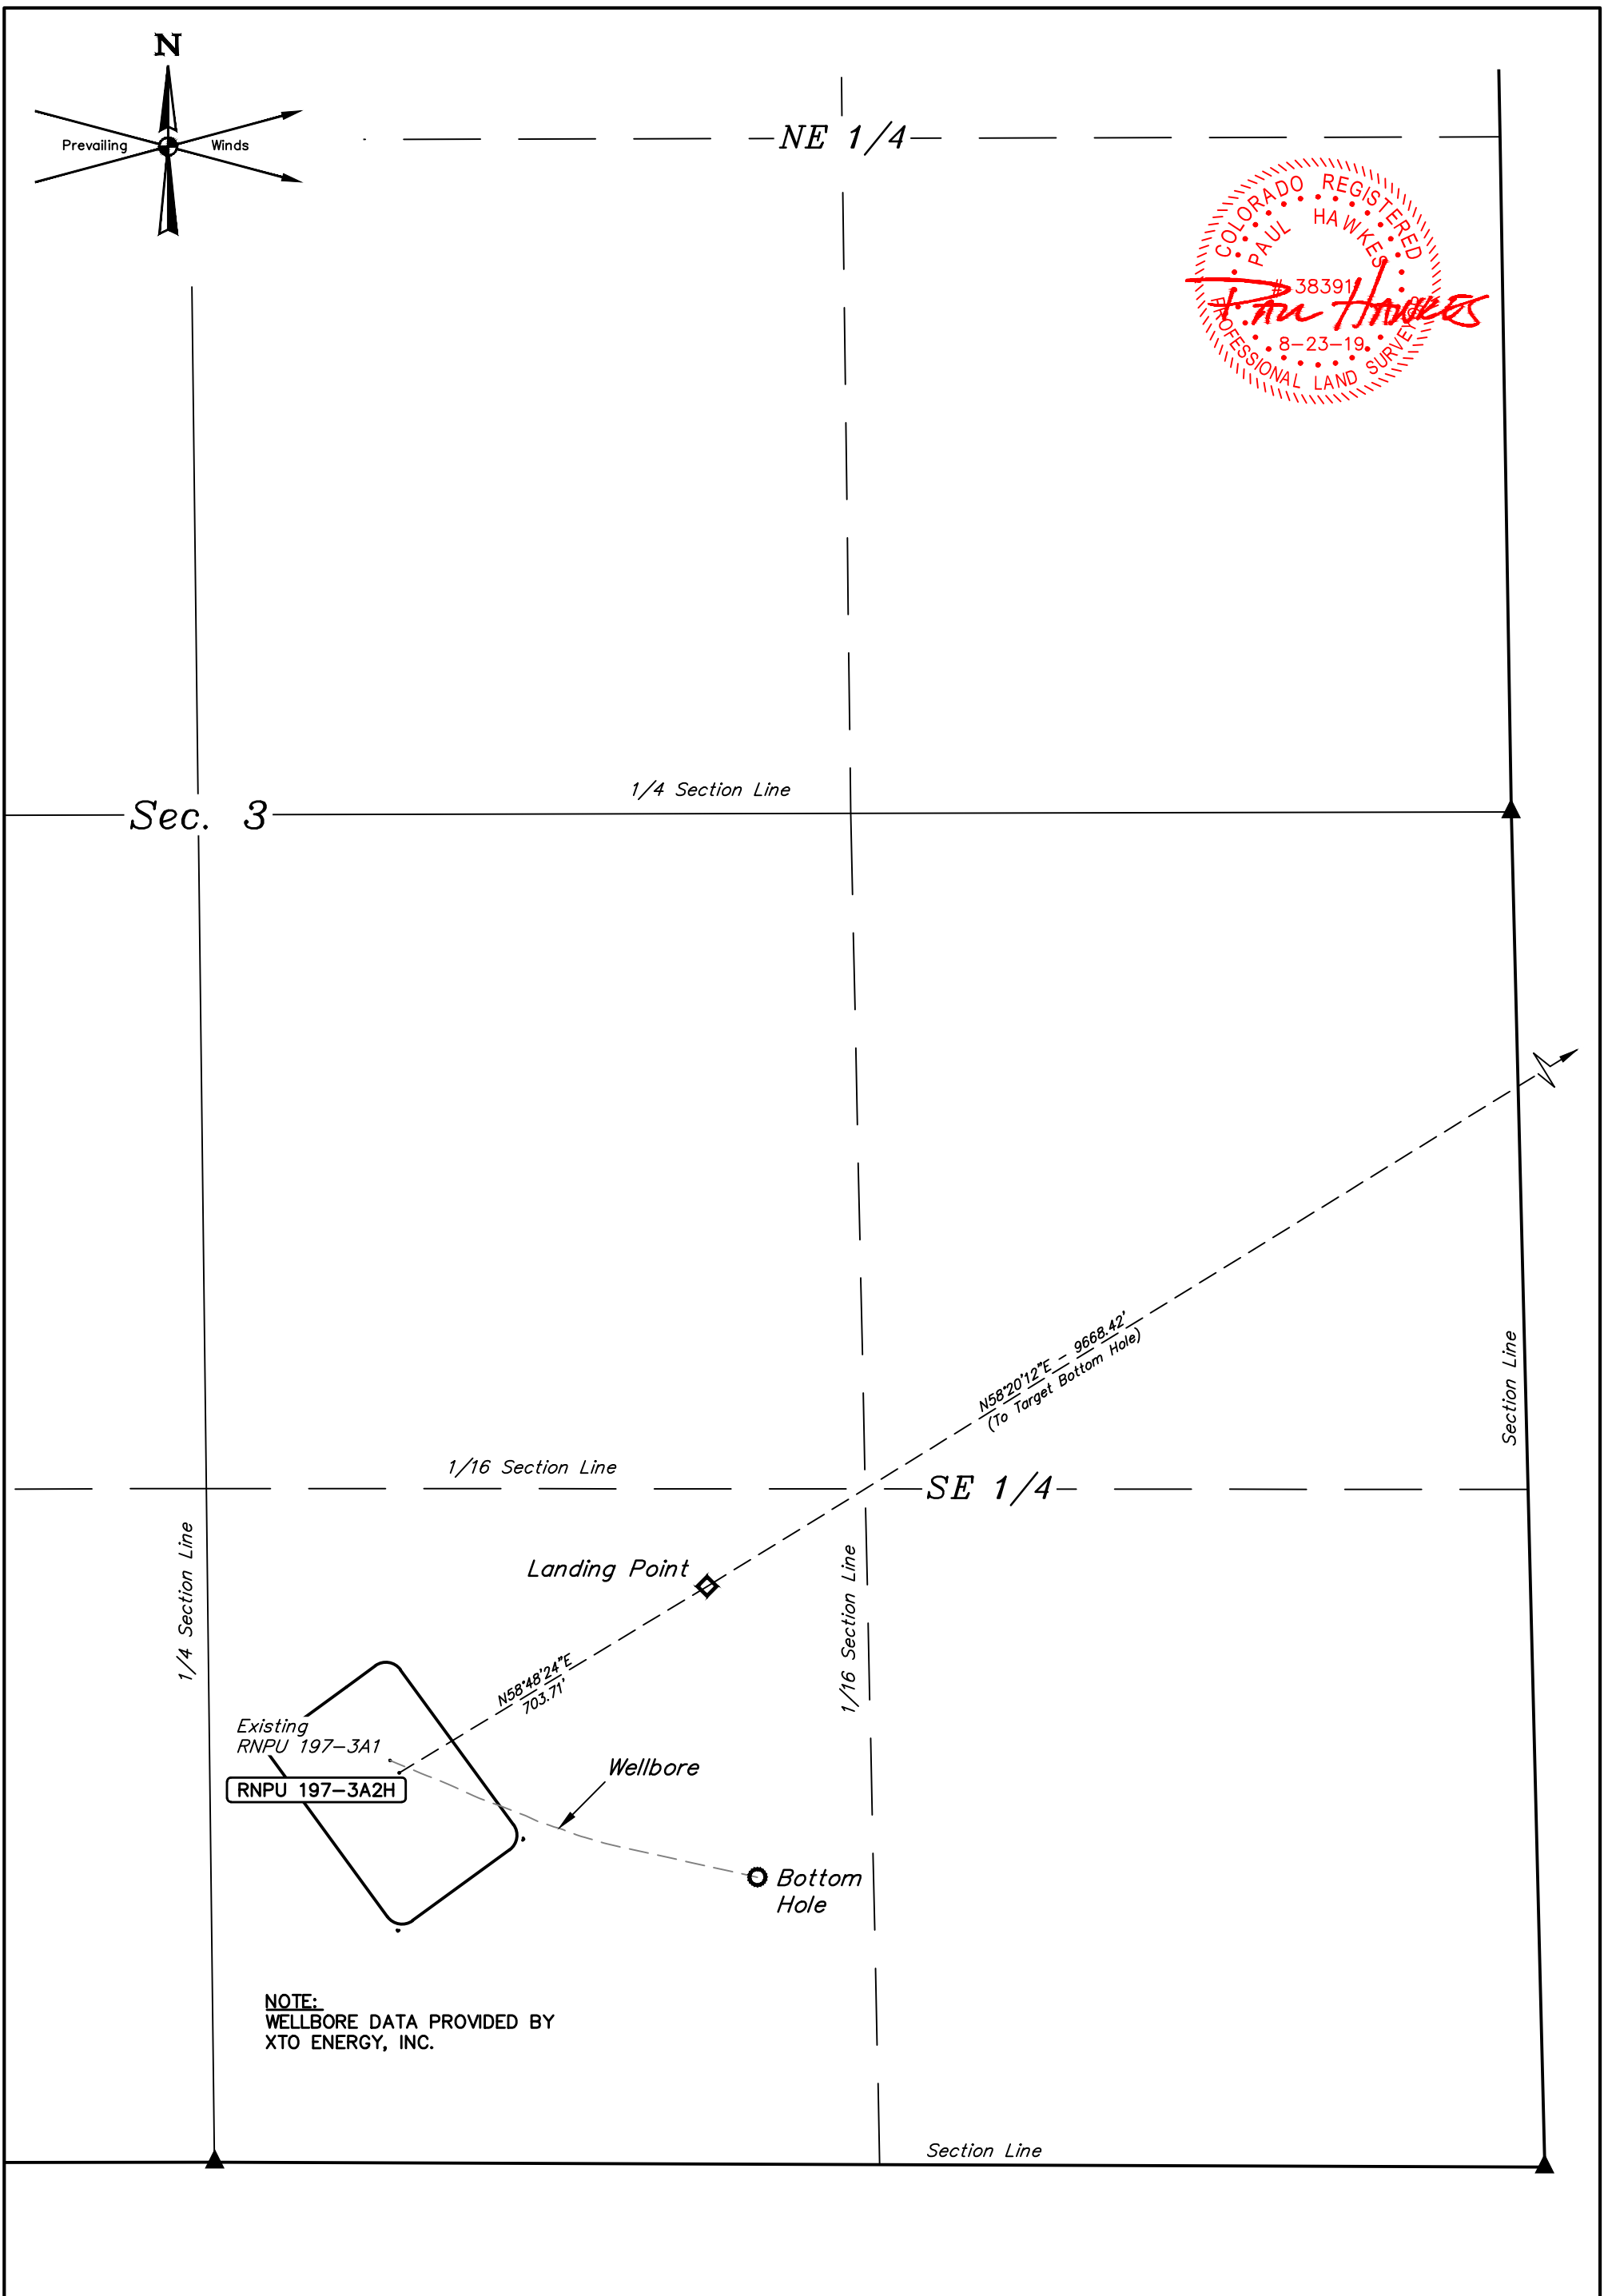 N
Prevailing Winds
NE 1/4
COLORADO REGISTERED
PAUL HAWKES
# 38391
Paul Hawkes
8-23-19
PROFESSIONAL LAND SURVEYOR
1/4 Section Line
Sec. 3
N58°20'12"E - 9668.42'
(To Target Bottom Hole)
Section Line
1/16 Section Line
SE 1/4
1/4 Section Line
Landing Point
1/16 Section Line
N58°48'24"E
703.71'
Existing
RNPU 197-3A1
RNPU 197-3A2H
Wellbore
Bottom
Hole
NOTE:
WELLBORE DATA PROVIDED BY
XTO ENERGY, INC.
Section Line